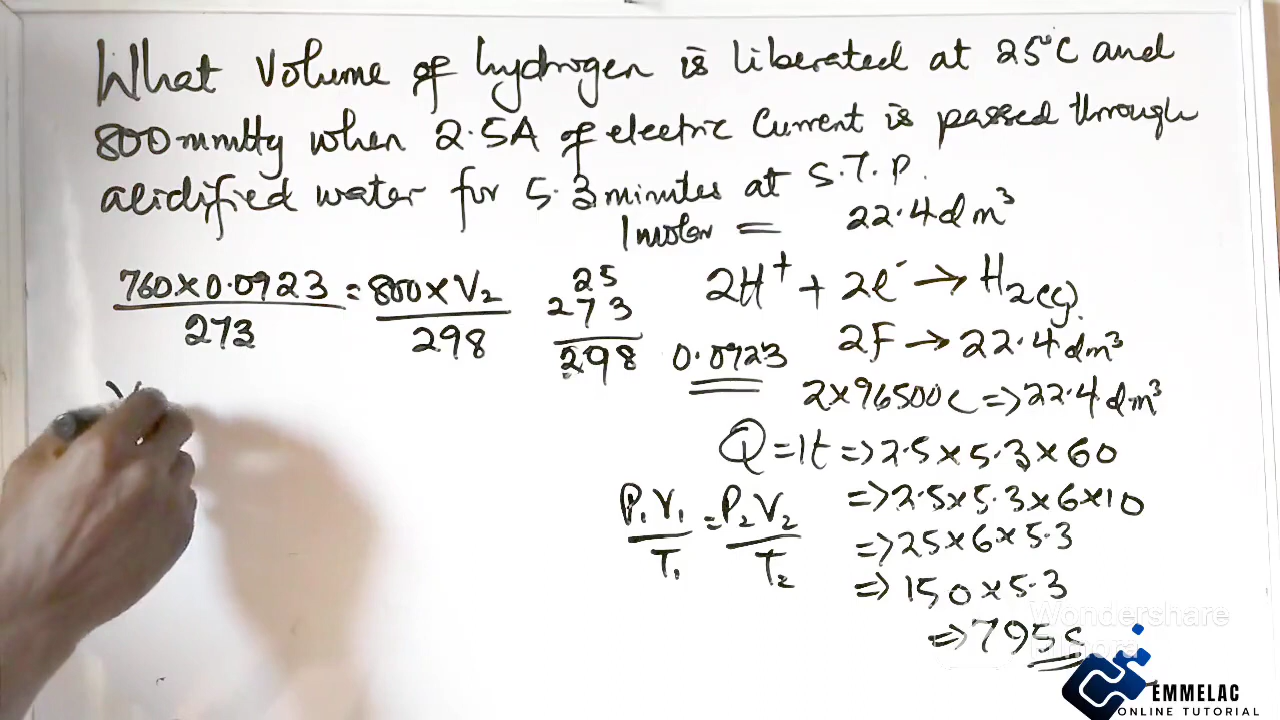 What Volume of hydrogen is liberated at 25°C and
800mmHg when 2.5A of electric Current is passed through
acidified water for 5.3minutes at S.T.P.
1 molar = 22.4dm³
760×0.0923 = 800×V₂
273 298
25
273
298
0.0923
2H⁺ + 2e⁻ → H₂(g).
2F → 22.4dm³
2×96500C => 22.4dm³
Q = It => 2.5×5.3×60
=> 2.5×5.3×6×10
=> 25×6×5.3
=> 150×5.3
=> 795s
P₁V₁ = P₂V₂
T₁ T₂
V
Wondershare
Filmora
EMMELAC
ONLINE TUTORIAL